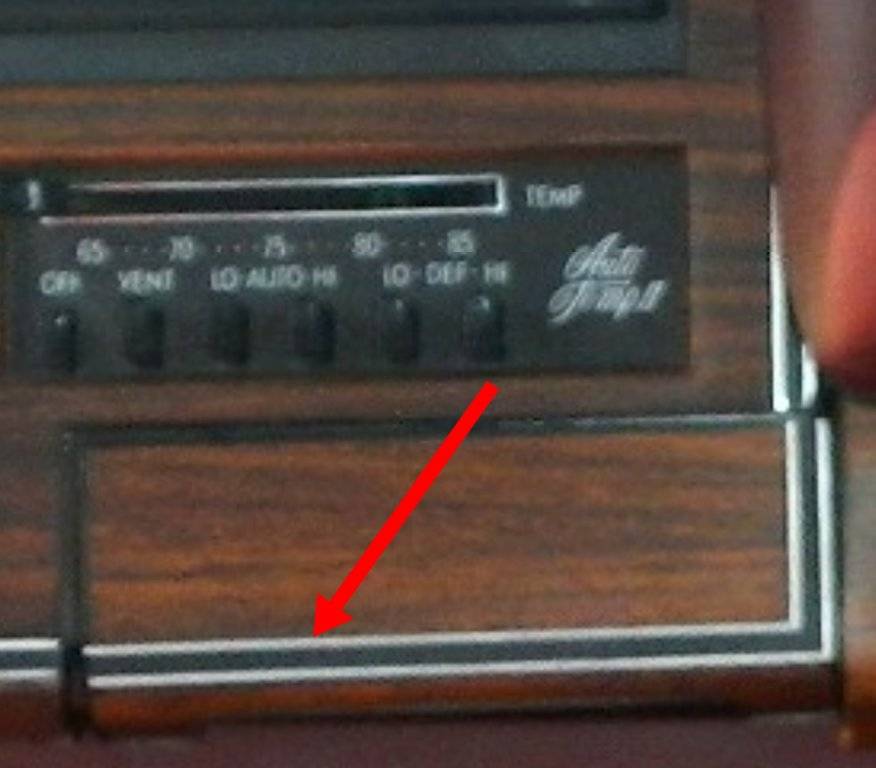 TEMP
65 · · · 70 · · · 75 · · · 80 · · · 85
OFF VENT LO·AUTO·HI LO·DEF·HI
Auto
Temp II